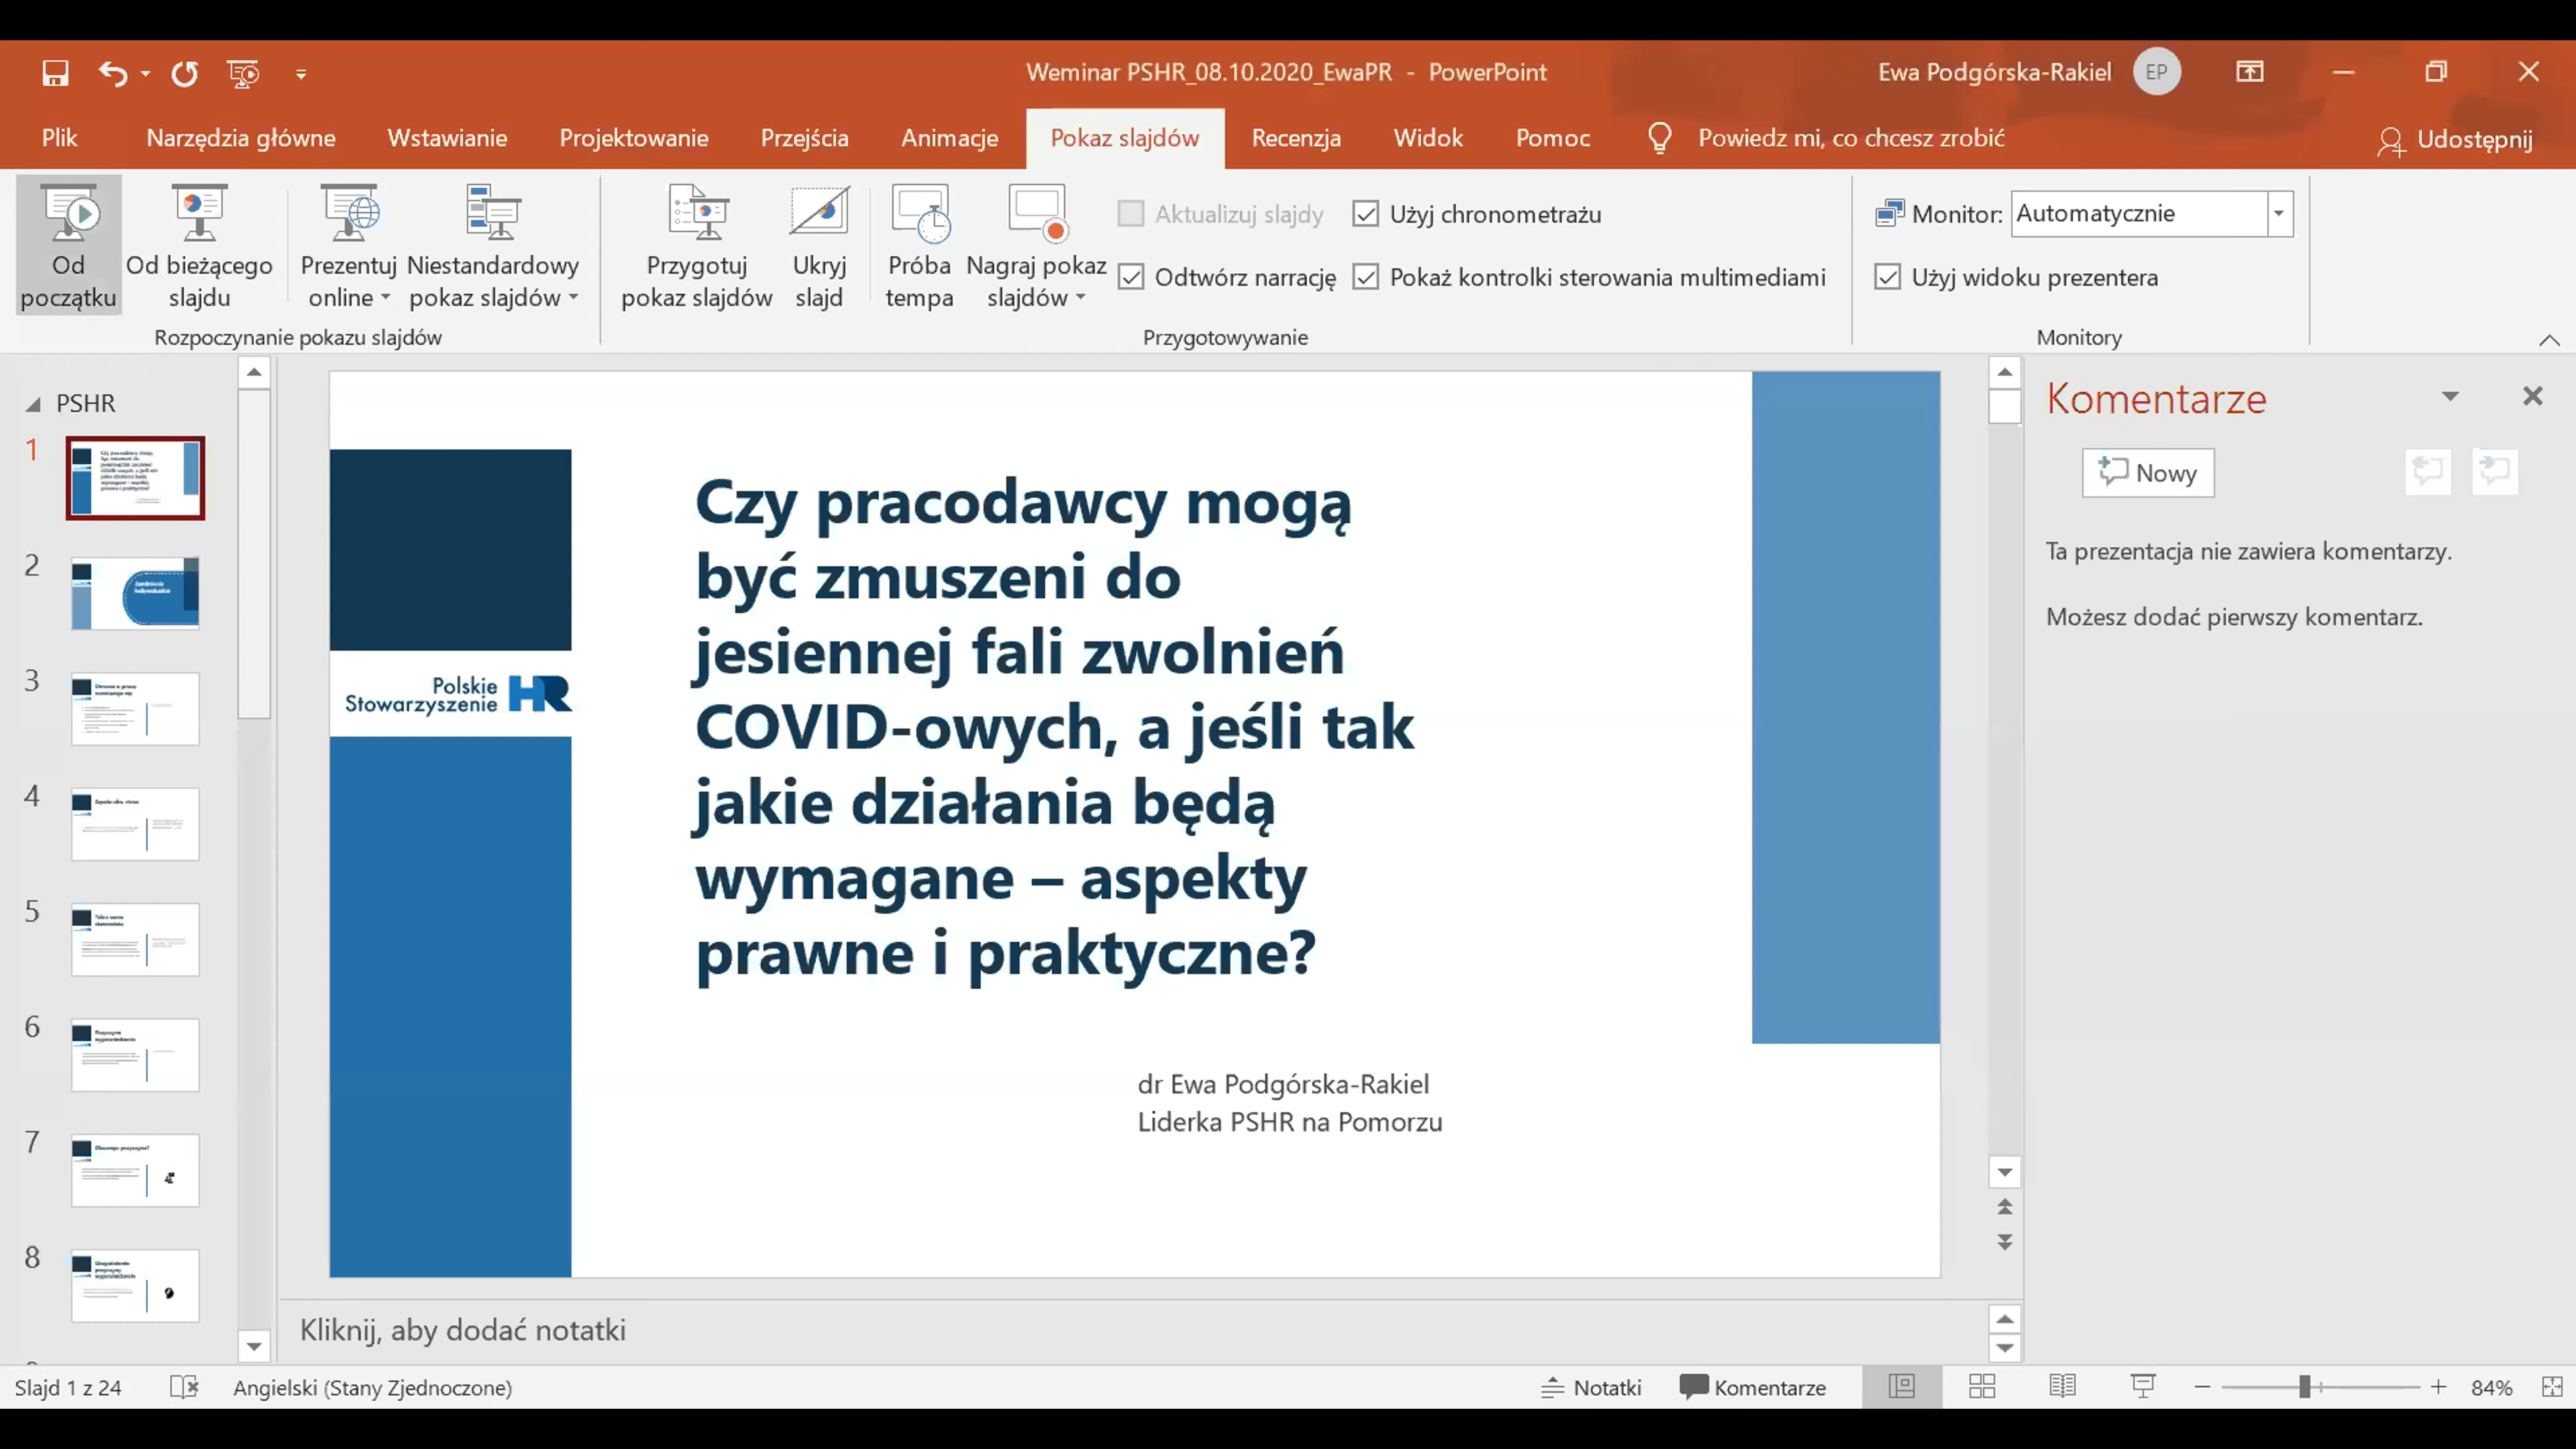 Weminar PSHR_08.10.2020_EwaPR - PowerPoint
Ewa Podgórska-Rakiel
EP
Plik
Narzędzia główne
Wstawianie
Projektowanie
Przejścia
Animacje
Pokaz slajdów
Recenzja
Widok
Pomoc
Powiedz mi, co chcesz zrobić
Udostępnij
Od
początku
Od bieżącego
slajdu
Prezentuj
online
Niestandardowy
pokaz slajdów
Rozpoczynanie pokazu slajdów
Przygotuj
pokaz slajdów
Ukryj
slajd
Próba
tempa
Nagraj pokaz
slajdów
Aktualizuj slajdy
Odtwórz narrację
Użyj chronometrażu
Pokaż kontrolki sterowania multimediami
Przygotowywanie
Monitor:
Automatycznie
Użyj widoku prezentera
Monitory
PSHR
1
2
3
4
5
6
7
8
Polskie
Stowarzyszenie HR
Czy pracodawcy mogą
być zmuszeni do
jesiennej fali zwolnień
COVID-owych, a jeśli tak
jakie działania będą
wymagane – aspekty
prawne i praktyczne?
dr Ewa Podgórska-Rakiel
Liderka PSHR na Pomorzu
Komentarze
Nowy
Ta prezentacja nie zawiera komentarzy.
Możesz dodać pierwszy komentarz.
Kliknij, aby dodać notatki
Slajd 1 z 24
Angielski (Stany Zjednoczone)
Notatki
Komentarze
84%